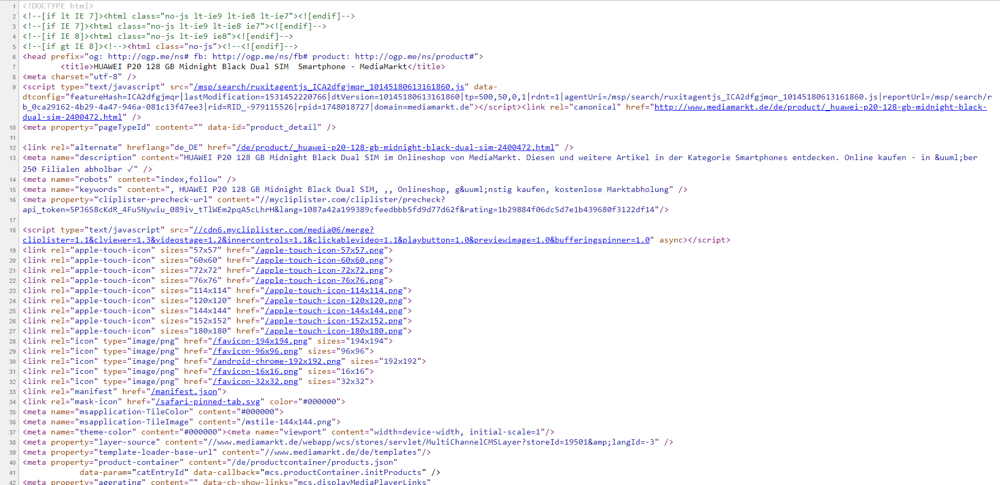 1 <!DOCTYPE html>
2 <!--[if lt IE 7]><html class="no-js lt-ie9 lt-ie8 lt-ie7"><![endif]-->
3 <!--[if IE 7]><html class="no-js lt-ie9 lt-ie8 ie7"><![endif]-->
4 <!--[if IE 8]><html class="no-js lt-ie9 ie8"><![endif]-->
5 <!--[if gt IE 8]><!--><html class="no-js"><!--<![endif]-->
6 <head prefix="og: http://ogp.me/ns# fb: http://ogp.me/ns/fb# product: http://ogp.me/ns/product#">
7 <title>HUAWEI P20 128 GB Midnight Black Dual SIM  Smartphone - MediaMarkt</title>
8 <meta charset="utf-8" />
9 <script type="text/javascript" src="/msp/search/ruxitagentjs_ICA2dfgjmqr_10145180613161860.js" data-
dtconfig="featureHash=ICA2dfgjmqr|lastModification=1531452220766|dtVersion=10145180613161860|tp=500,50,0,1|rdnt=1|agentUri=/msp/search/ruxitagentjs_ICA2dfgjmqr_10145180613161860.js|reportUrl=/msp/search/r
b_0ca29162-4b29-4a47-946a-081c13f47ee3|rid=RID_-979115526|rpid=1748018727|domain=mediamarkt.de"></script><link rel="canonical" href="http://www.mediamarkt.de/de/product/_huawei-p20-128-gb-midnight-black-
dual-sim-2400472.html" />
10 <meta property="pageTypeId" content="" data-id="product_detail" />
11
12 <link rel="alternate" hreflang="de_DE" href="/de/product/_huawei-p20-128-gb-midnight-black-dual-sim-2400472.html" />
13 <meta name="description" content="HUAWEI P20 128 GB Midnight Black Dual SIM im Onlineshop von MediaMarkt. Diesen und weitere Artikel in der Kategorie Smartphones entdecken. Online kaufen - in &uuml;ber
250 Filialen abholbar ✓" />
14 <meta name="robots" content="index,follow" />
15 <meta name="keywords" content=", HUAWEI P20 128 GB Midnight Black Dual SIM, ,, Onlineshop, g&uuml;nstig kaufen, kostenlose Marktabholung" />
16 <meta property="cliplister-precheck-url" content="//mycliplister.com/cliplister/precheck?
api_token=5PJ6S8cKdR_4Fu5Nywiu_089iv_tTlWEm2pqAScLhrH&lang=1087a42a199389cfeedbbb5fd9d77d62f&rating=1b29884f06dc5d7e1b439680f3122df14"/>
17
18 <script type="text/javascript" src="//cdn6.mycliplister.com/media06/merge?
cliplister=1.1&clviewer=1.3&videostage=1.2&innercontrols=1.1&clickablevideo=1.1&playbutton=1.0&previewimage=1.0&bufferingspinner=1.0" async></script>
19 <link rel="apple-touch-icon" sizes="57x57" href="/apple-touch-icon-57x57.png">
20 <link rel="apple-touch-icon" sizes="60x60" href="/apple-touch-icon-60x60.png">
21 <link rel="apple-touch-icon" sizes="72x72" href="/apple-touch-icon-72x72.png">
22 <link rel="apple-touch-icon" sizes="76x76" href="/apple-touch-icon-76x76.png">
23 <link rel="apple-touch-icon" sizes="114x114" href="/apple-touch-icon-114x114.png">
24 <link rel="apple-touch-icon" sizes="120x120" href="/apple-touch-icon-120x120.png">
25 <link rel="apple-touch-icon" sizes="144x144" href="/apple-touch-icon-144x144.png">
26 <link rel="apple-touch-icon" sizes="152x152" href="/apple-touch-icon-152x152.png">
27 <link rel="apple-touch-icon" sizes="180x180" href="/apple-touch-icon-180x180.png">
28 <link rel="icon" type="image/png" href="/favicon-194x194.png" sizes="194x194">
29 <link rel="icon" type="image/png" href="/favicon-96x96.png" sizes="96x96">
30 <link rel="icon" type="image/png" href="/android-chrome-192x192.png" sizes="192x192">
31 <link rel="icon" type="image/png" href="/favicon-16x16.png" sizes="16x16">
32 <link rel="icon" type="image/png" href="/favicon-32x32.png" sizes="32x32">
33 <link rel="manifest" href="/manifest.json">
34 <link rel="mask-icon" href="/safari-pinned-tab.svg" color="#000000">
35 <meta name="msapplication-TileColor" content="#000000">
36 <meta name="msapplication-TileImage" content="/mstile-144x144.png">
37 <meta name="theme-color" content="#000000"><meta name="viewport" content="width=device-width, initial-scale=1"/>
38 <meta property="layer-source" content="//www.mediamarkt.de/webapp/wcs/stores/servlet/MultiChannelCMSLayer?storeId=19501&amp;langId=-3" />
39 <meta property="template-loader-base-url" content="//www.mediamarkt.de/de/templates"/>
40 <meta property="product-container" content="/de/productcontainer/products.json"
41 data-param="catEntryId" data-callback="mcs.productContainer.initProducts" />
42 <meta property="agerating" content="" data-cb-show-links="mcs.displayMediaPlayerLinks"